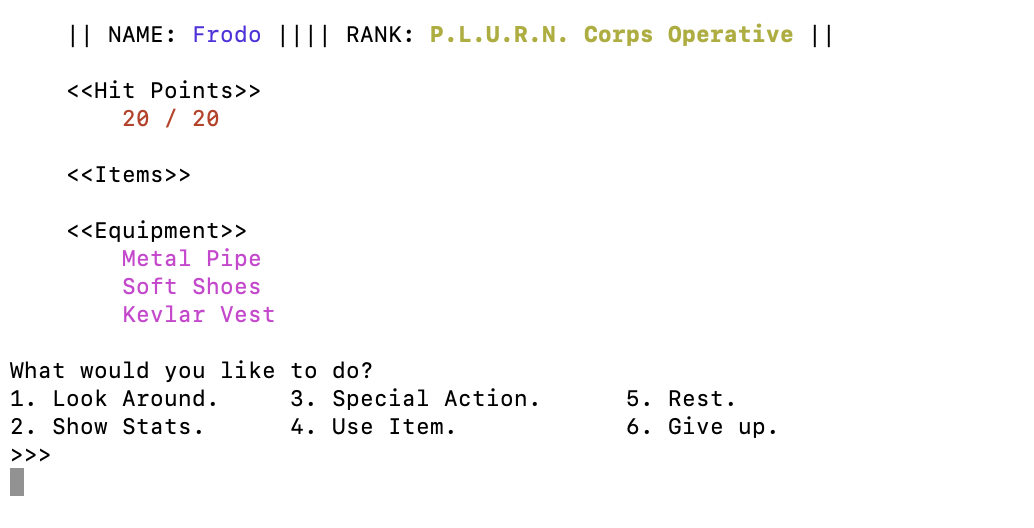 || NAME: Frodo |||| RANK: P.L.U.R.N. Corps Operative ||
<<Hit Points>>
20 / 20
<<Items>>
<<Equipment>>
Metal Pipe
Soft Shoes
Kevlar Vest
What would you like to do?
1. Look Around. 3. Special Action. 5. Rest.
2. Show Stats. 4. Use Item. 6. Give up.
>>>